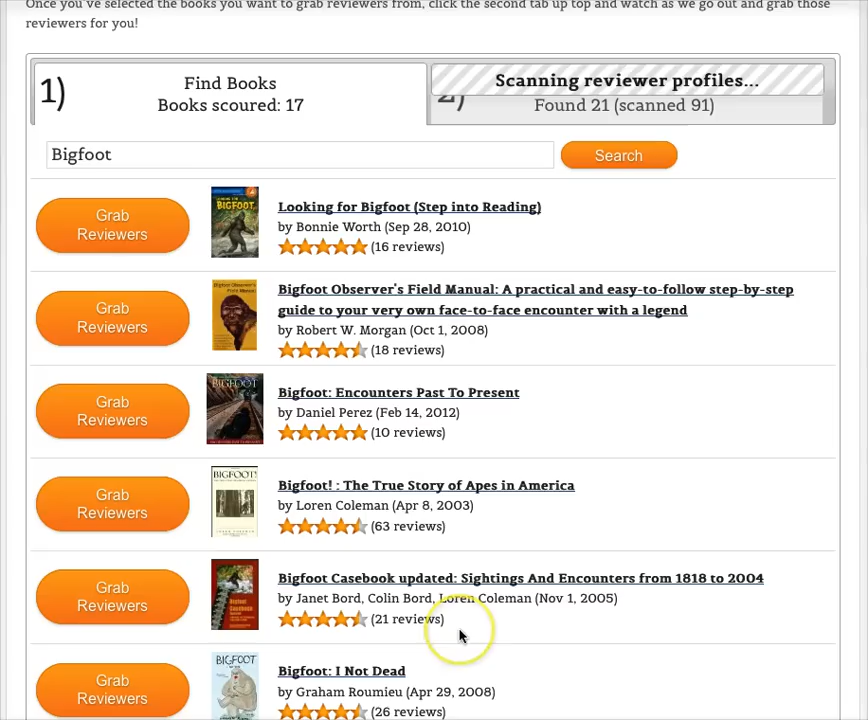 Once you've selected the books you want to grab reviewers from, click the second tab up top and watch as we go out and grab those
reviewers for you!
1)
Find Books
Books scoured: 17
Scanning reviewer profiles...
2)
Found 21 (scanned 91)
Bigfoot
Search
Grab
Reviewers
BIGFOOT
Looking for Bigfoot (Step into Reading)
by Bonnie Worth (Sep 28, 2010)
(16 reviews)
Grab
Reviewers
Bigfoot Observer's Field Manual: A practical and easy-to-follow step-by-step
guide to your very own face-to-face encounter with a legend
by Robert W. Morgan (Oct 1, 2008)
(18 reviews)
Grab
Reviewers
BIGFOOT
Bigfoot: Encounters Past To Present
by Daniel Perez (Feb 14, 2012)
(10 reviews)
Grab
Reviewers
BIGFOOT!
Bigfoot! : The True Story of Apes in America
by Loren Coleman (Apr 8, 2003)
(63 reviews)
Grab
Reviewers
Bigfoot Casebook updated: Sightings And Encounters from 1818 to 2004
by Janet Bord, Colin Bord, Loren Coleman (Nov 1, 2005)
(21 reviews)
Grab
Reviewers
BIGFOOT
Bigfoot: I Not Dead
by Graham Roumieu (Apr 29, 2008)
(26 reviews)